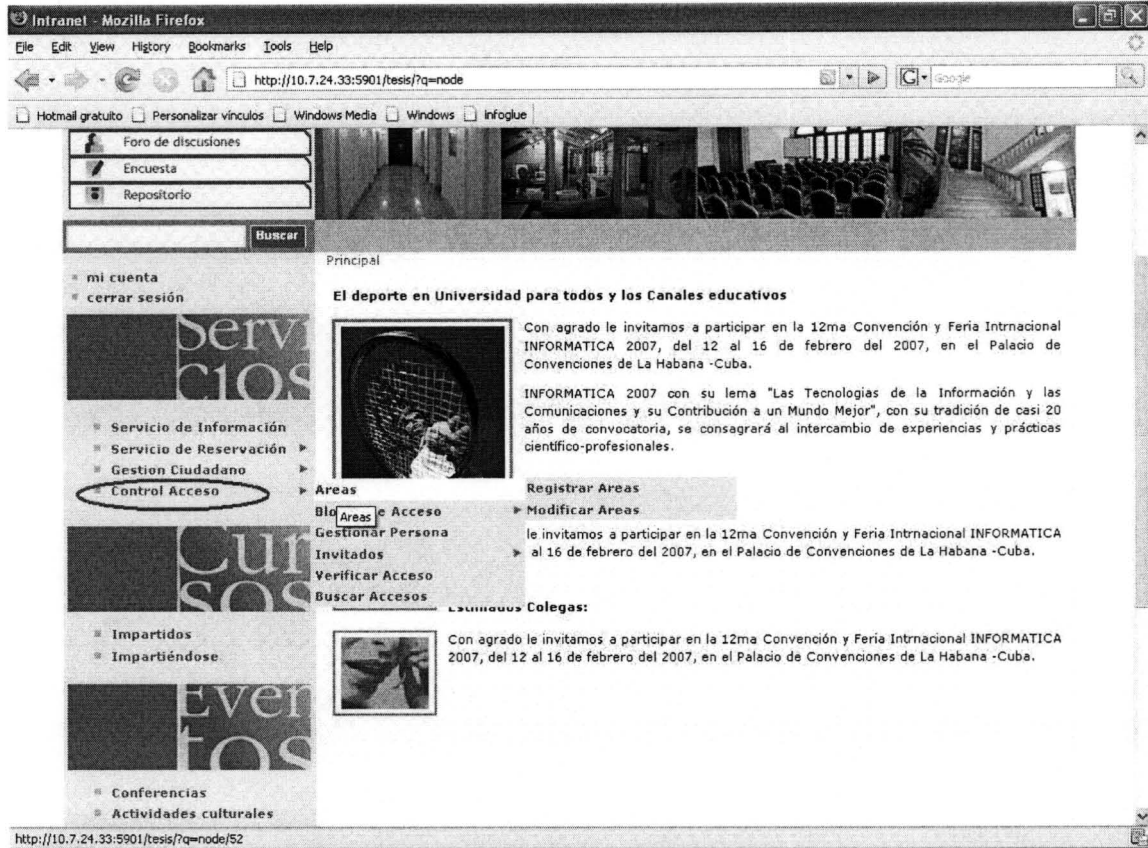 Intranet - Mozilla Firefox
File Edit View History Bookmarks Tools Help
http://10.7.24.33:5901/tesis/?q=node
G Google
Hotmail gratuito Personalizar vínculos Windows Media Windows Infoglue
Foro de discusiones
Encuesta
Repositorio
Buscar
mi cuenta
cerrar sesión
Servicios
Servicio de Información
Servicio de Reservación
Gestion Ciudadano
Control Acceso
Areas
Areas
e Acceso
Gestionar Persona
Invitados
Verificar Acceso
Buscar Accesos
Registrar Areas
Modificar Areas
Cursos
Impartidos
Impartiéndose
Eventos
Conferencias
Actividades culturales
Principal
El deporte en Universidad para todos y los Canales educativos
Con agrado le invitamos a participar en la 12ma Convención y Feria Intrnacional
INFORMATICA 2007, del 12 al 16 de febrero del 2007, en el Palacio de
Convenciones de La Habana -Cuba.
INFORMATICA 2007 con su lema "Las Tecnologias de la Información y las
Comunicaciones y su Contribución a un Mundo Mejor", con su tradición de casi 20
años de convocatoria, se consagrará al intercambio de experiencias y prácticas
científico-profesionales.
le invitamos a participar en la 12ma Convención y Feria Intrnacional INFORMATICA
al 16 de febrero del 2007, en el Palacio de Convenciones de La Habana -Cuba.
Estimados Colegas:
Con agrado le invitamos a participar en la 12ma Convención y Feria Intrnacional INFORMATICA
2007, del 12 al 16 de febrero del 2007, en el Palacio de Convenciones de La Habana -Cuba.
http://10.7.24.33:5901/tesis/?q=node/52